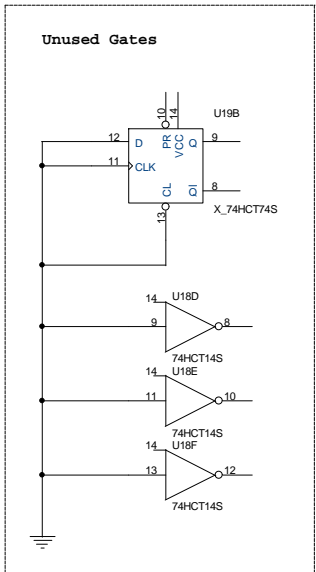 Unused Gates
10
14
U19B
12
D
PR
VCC
Q
9
11
CLK
CL
QI
8
13
X_74HCT74S
14
U18D
9
8
74HCT14S
14
U18E
11
10
74HCT14S
14
U18F
13
12
74HCT14S